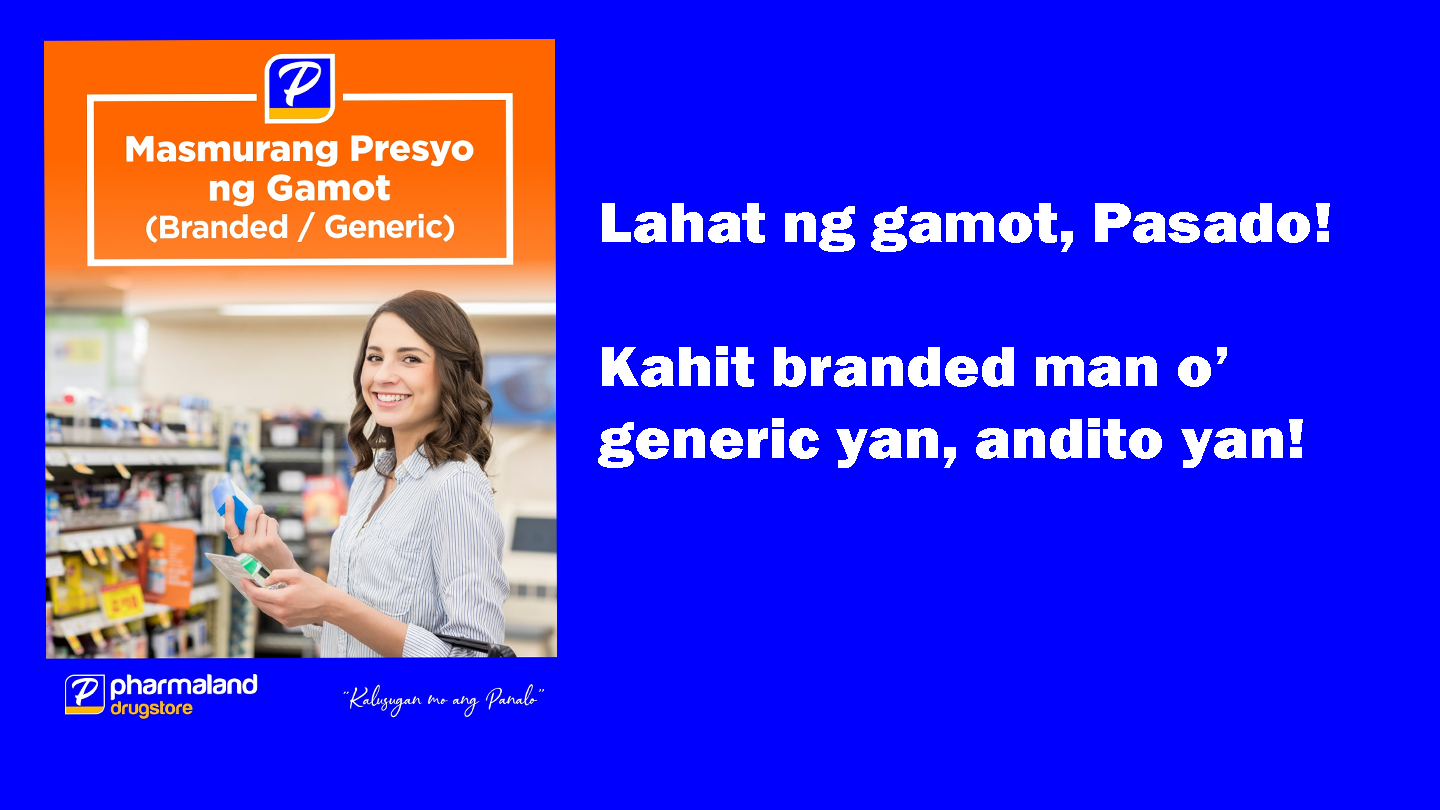 P
Masmurang Presyo
ng Gamot
(Branded / Generic)
Lahat ng gamot, Pasado!
Kahit branded man o’
generic yan, andito yan!
P pharmaland
drugstore
“Kalusugan mo ang Panalo”